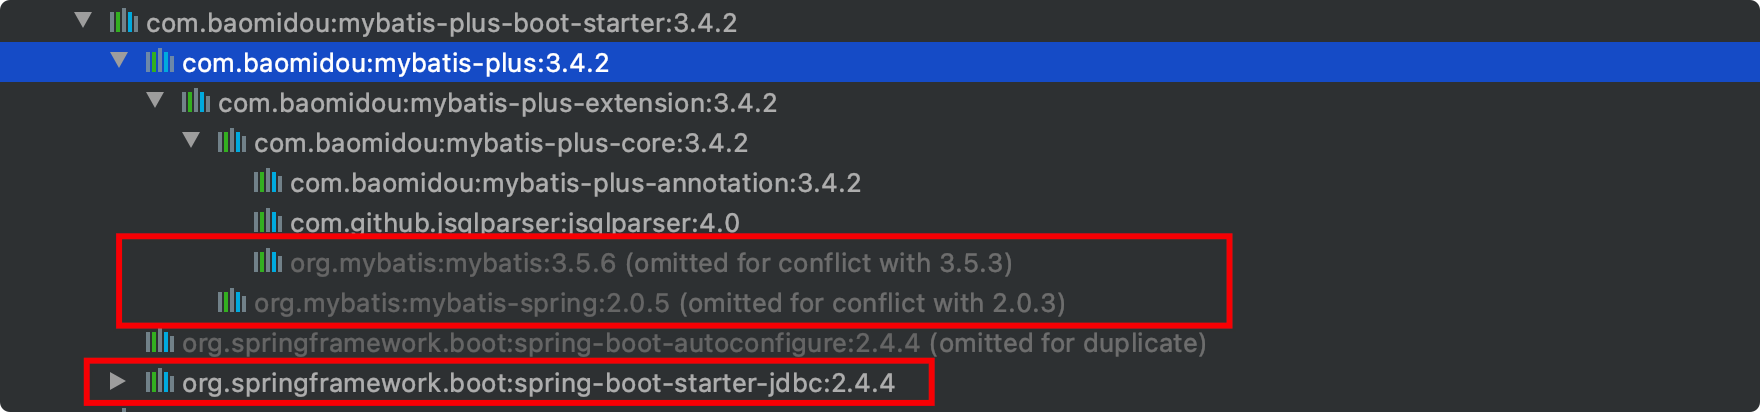 com.baomidou:mybatis-plus-boot-starter:3.4.2
com.baomidou:mybatis-plus:3.4.2
com.baomidou:mybatis-plus-extension:3.4.2
com.baomidou:mybatis-plus-core:3.4.2
com.baomidou:mybatis-plus-annotation:3.4.2
com.github.jsqlparser:jsqlparser:4.0
org.mybatis:mybatis:3.5.6 (omitted for conflict with 3.5.3)
org.mybatis:mybatis-spring:2.0.5 (omitted for conflict with 2.0.3)
org.springframework.boot:spring-boot-autoconfigure:2.4.4 (omitted for duplicate)
org.springframework.boot:spring-boot-starter-jdbc:2.4.4